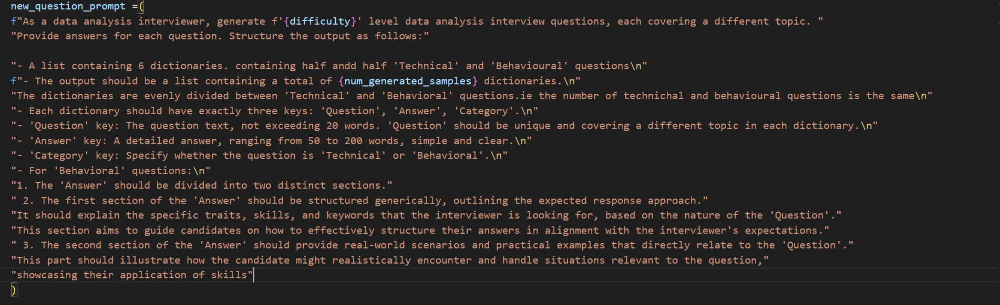 new_question_prompt =(
f"As a data analysis interviewer, generate f'{difficulty}' level data analysis interview questions, each covering a different topic. "
"Provide answers for each question. Structure the output as follows:"
"- A list containing 6 dictionaries. containing half andd half 'Technical' and 'Behavioural' questions\n"
f"- The output should be a list containing a total of {num_generated_samples} dictionaries.\n"
"The dictionaries are evenly divided between 'Technical' and 'Behavioral' questions.ie the number of technichal and behavioural questions is the same\n"
"- Each dictionary should have exactly three keys: 'Question', 'Answer', 'Category'.\n"
"- 'Question' key: The question text, not exceeding 20 words. 'Question' should be unique and covering a different topic in each dictionary.\n"
"- 'Answer' key: A detailed answer, ranging from 50 to 200 words, simple and clear.\n"
"- 'Category' key: Specify whether the question is 'Technical' or 'Behavioral'.\n"
"- For 'Behavioral' questions:\n"
"1. The 'Answer' should be divided into two distinct sections."
" 2. The first section of the 'Answer' should be structured generically, outlining the expected response approach."
"It should explain the specific traits, skills, and keywords that the interviewer is looking for, based on the nature of the 'Question'."
"This section aims to guide candidates on how to effectively structure their answers in alignment with the interviewer's expectations."
" 3. The second section of the 'Answer' should provide real-world scenarios and practical examples that directly relate to the 'Question'."
"This part should illustrate how the candidate might realistically encounter and handle situations relevant to the question,"
"showcasing their application of skills"
)